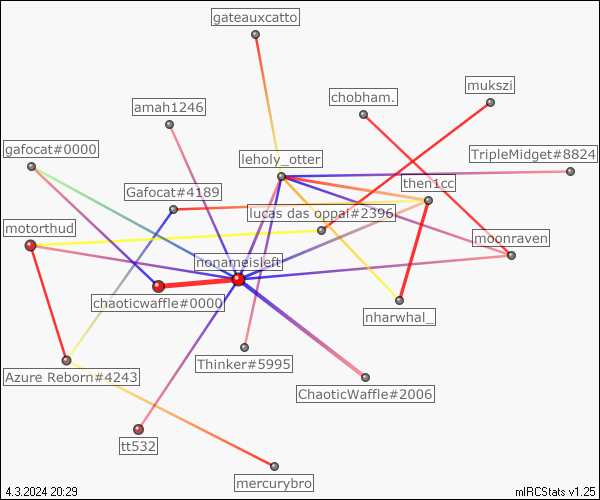 gateauxcatto
mukszi
chobham.
amah1246
gafocat#0000
leholy_otter
TripleMidget#8824
then1cc
Gafocat#4189
lucas das oppai#2396
motorthud
moonraven
nonameisleft
chaoticwaffle#0000
nharwhal_
Thinker#5995
Azure Reborn#4243
ChaoticWaffle#2006
tt532
mercurybro
4.3.2024 20:29
mIRCStats v1.25